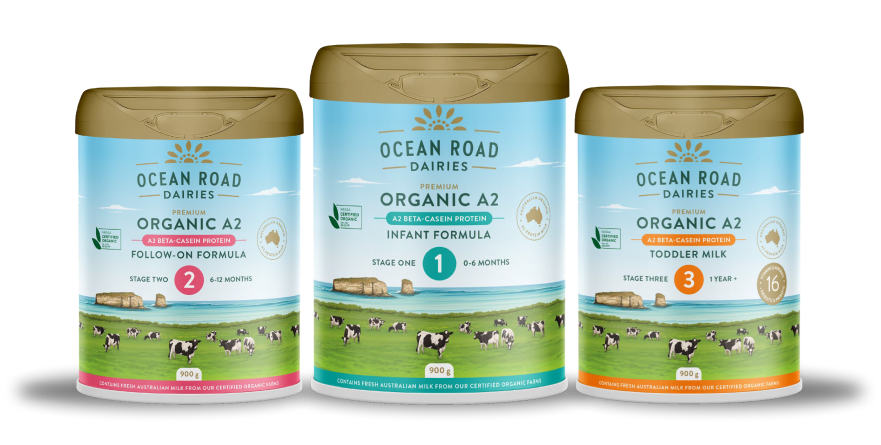 OCEAN ROAD
DAIRIES
PREMIUM
ORGANIC A2
A2 BETA-CASEIN PROTEIN
FOLLOW-ON FORMULA
STAGE TWO 2 6-12 MONTHS
900 g
CONTAINS FRESH AUSTRALIAN MILK FROM OUR CERTIFIED ORGANIC FARMS
OCEAN ROAD
DAIRIES
PREMIUM
ORGANIC A2
CERTIFIED
ORGANIC
A2 BETA-CASEIN PROTEIN
INFANT FORMULA
STAGE ONE 1 0-6 MONTHS
900 g
CONTAINS FRESH AUSTRALIAN MILK FROM OUR CERTIFIED ORGANIC FARMS
OCEAN ROAD
DAIRIES
PREMIUM
ORGANIC A2
A2 BETA-CASEIN PROTEIN
TODDLER MILK
STAGE THREE 3 1 YEAR +
16
900 g
CONTAINS FRESH AUSTRALIAN MILK FROM OUR CERTIFIED ORGANIC FARMS